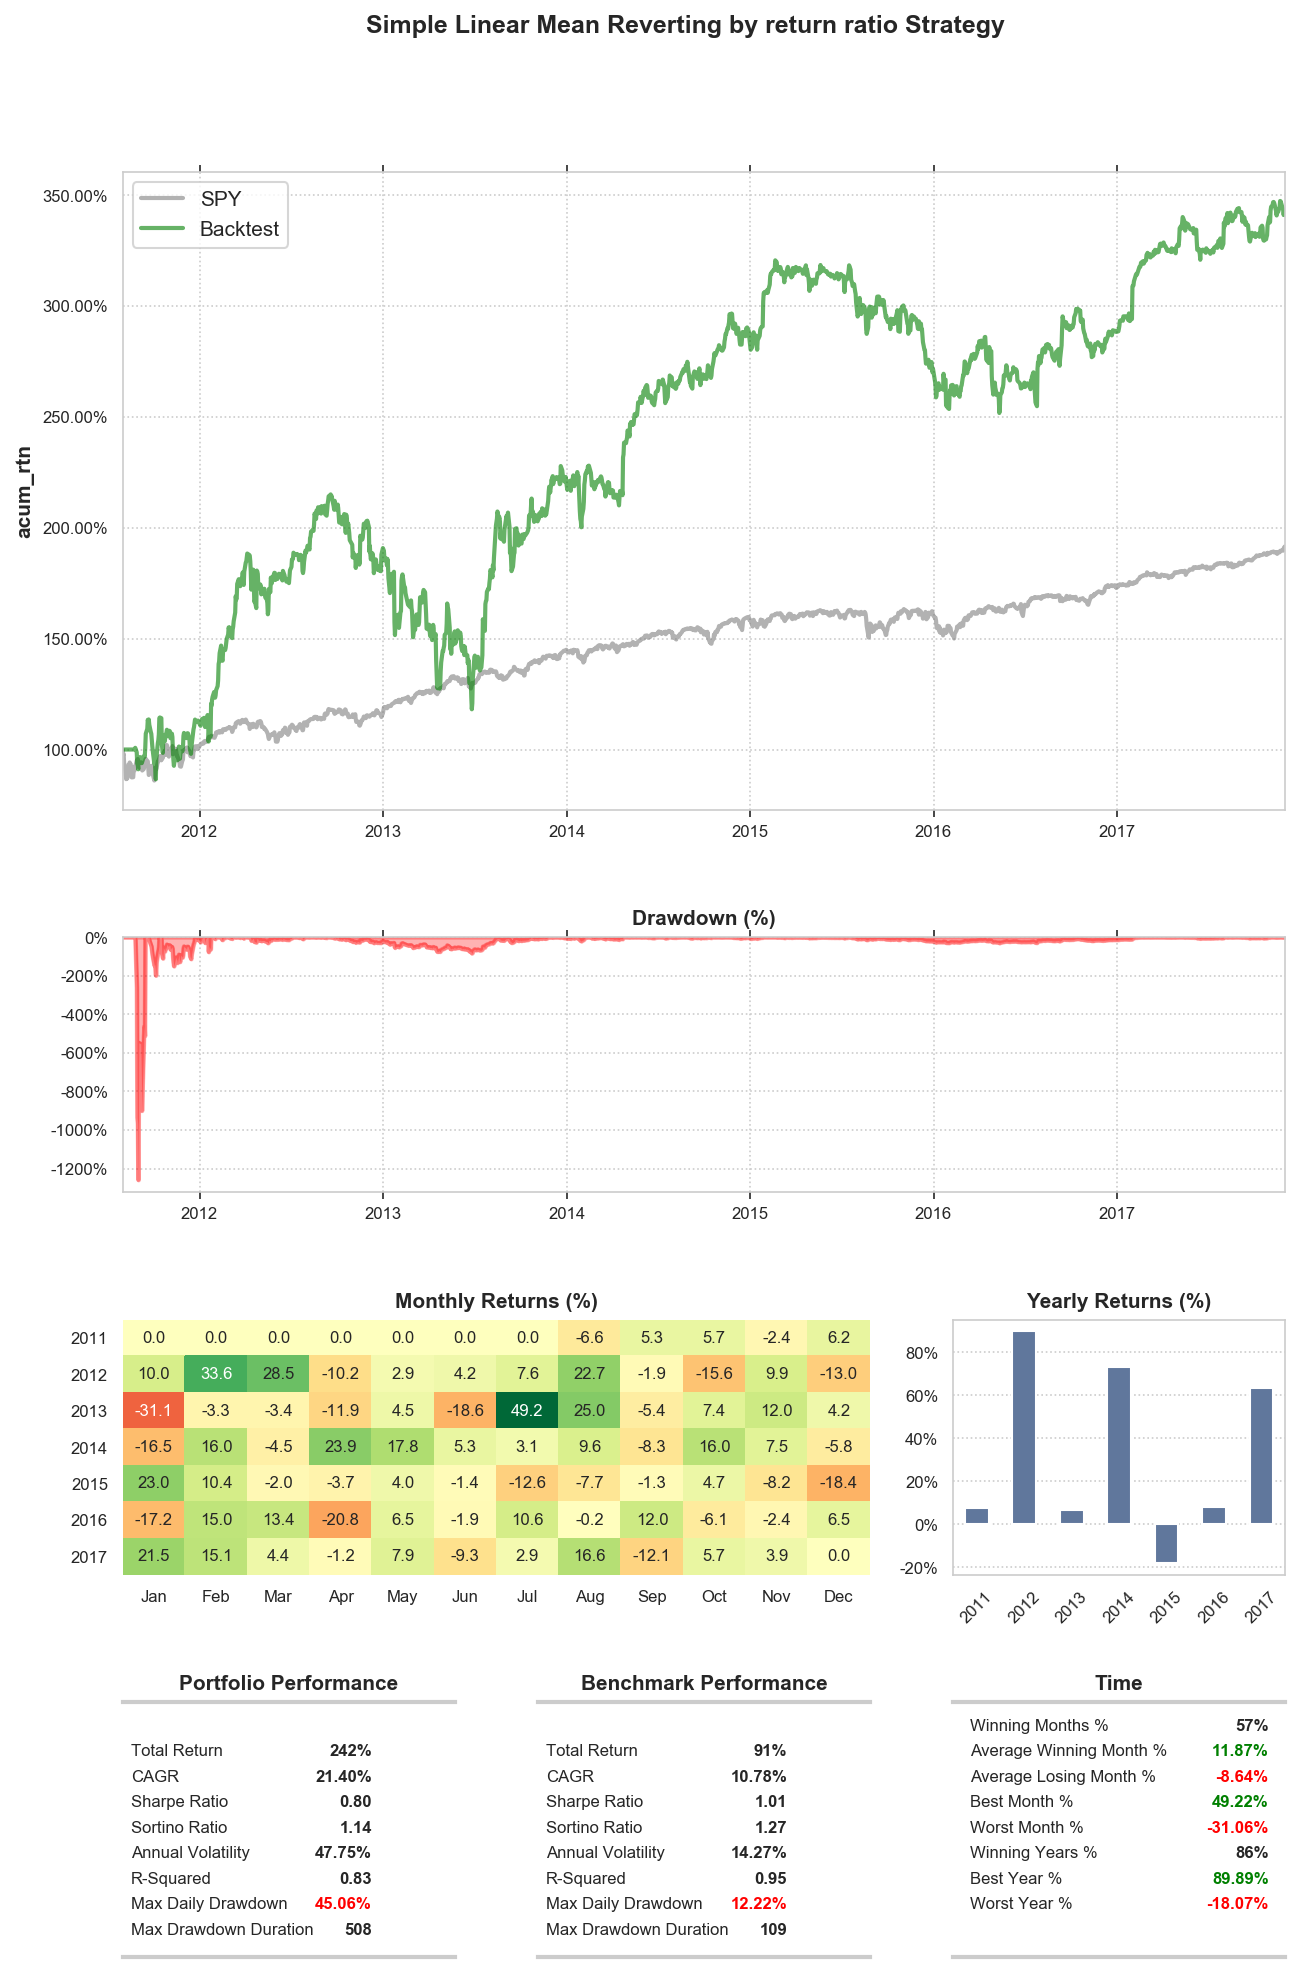 Simple Linear Mean Reverting by return ratio Strategy
350.00%
SPY
Backtest
300.00%
250.00%
acum_rtn
200.00%
150.00%
100.00%
2012 2013 2014 2015 2016 2017
Drawdown (%)
0%
-200%
-400%
-600%
-800%
-1000%
-1200%
2012 2013 2014 2015 2016 2017
Monthly Returns (%)
2011 0.0 0.0 0.0 0.0 0.0 0.0 0.0 -6.6 5.3 5.7 -2.4 6.2
2012 10.0 33.6 28.5 -10.2 2.9 4.2 7.6 22.7 -1.9 -15.6 9.9 -13.0
2013 -31.1 -3.3 -3.4 -11.9 4.5 -18.6 49.2 25.0 -5.4 7.4 12.0 4.2
2014 -16.5 16.0 -4.5 23.9 17.8 5.3 3.1 9.6 -8.3 16.0 7.5 -5.8
2015 23.0 10.4 -2.0 -3.7 4.0 -1.4 -12.6 -7.7 -1.3 4.7 -8.2 -18.4
2016 -17.2 15.0 13.4 -20.8 6.5 -1.9 10.6 -0.2 12.0 -6.1 -2.4 6.5
2017 21.5 15.1 4.4 -1.2 7.9 -9.3 2.9 16.6 -12.1 5.7 3.9 0.0
Jan Feb Mar Apr May Jun Jul Aug Sep Oct Nov Dec
Yearly Returns (%)
80%
60%
40%
20%
0%
-20%
2011 2012 2013 2014 2015 2016 2017
Portfolio Performance
Total Return 242%
CAGR 21.40%
Sharpe Ratio 0.80
Sortino Ratio 1.14
Annual Volatility 47.75%
R-Squared 0.83
Max Daily Drawdown 45.06%
Max Drawdown Duration 508
Benchmark Performance
Total Return 91%
CAGR 10.78%
Sharpe Ratio 1.01
Sortino Ratio 1.27
Annual Volatility 14.27%
R-Squared 0.95
Max Daily Drawdown 12.22%
Max Drawdown Duration 109
Time
Winning Months % 57%
Average Winning Month % 11.87%
Average Losing Month % -8.64%
Best Month % 49.22%
Worst Month % -31.06%
Winning Years % 86%
Best Year % 89.89%
Worst Year % -18.07%